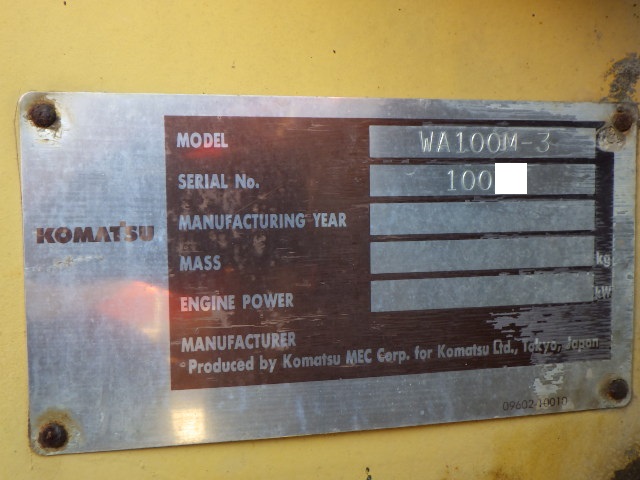 KOMATSU
MODEL WA100M-3
SERIAL No. 100
MANUFACTURING YEAR
MASS kg
ENGINE POWER kW
MANUFACTURER
Produced by Komatsu MEC Corp. for Komatsu Ltd., Tokyo, Japan
09602-10010